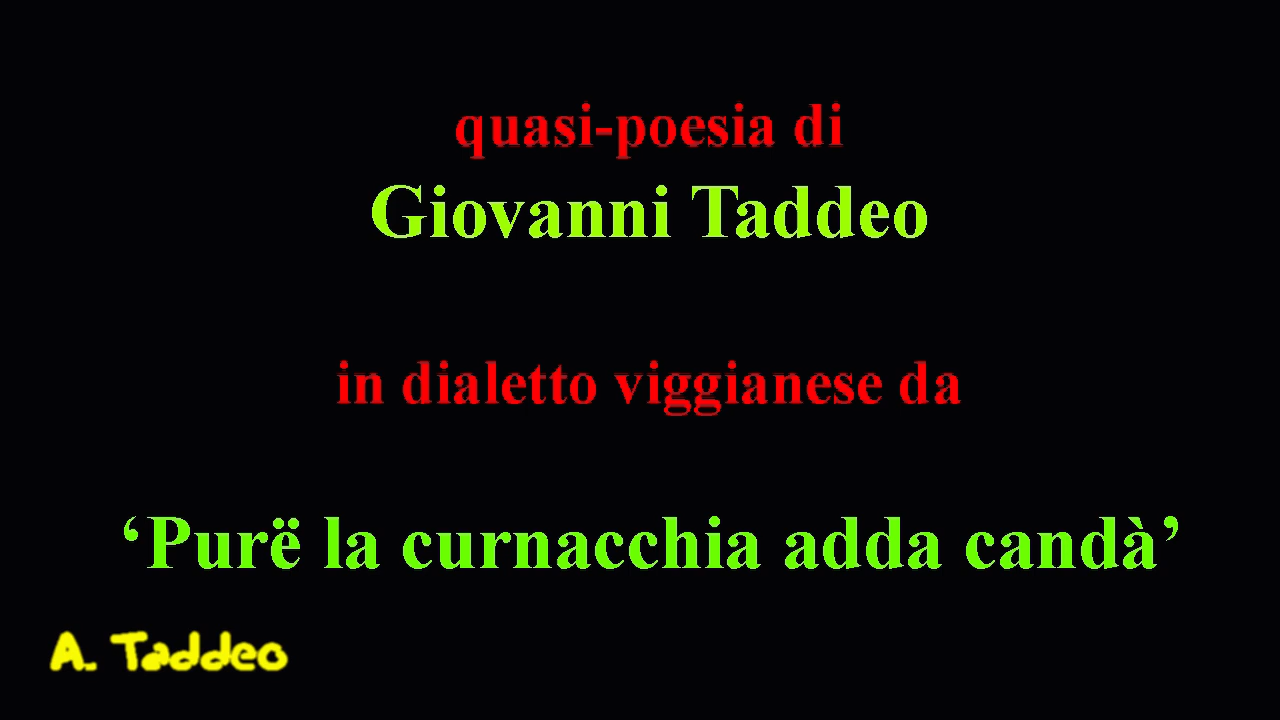 quasi-poesia di
Giovanni Taddeo
in dialetto viggianese da
‘Purë la curnacchia adda candà’
A. Taddeo